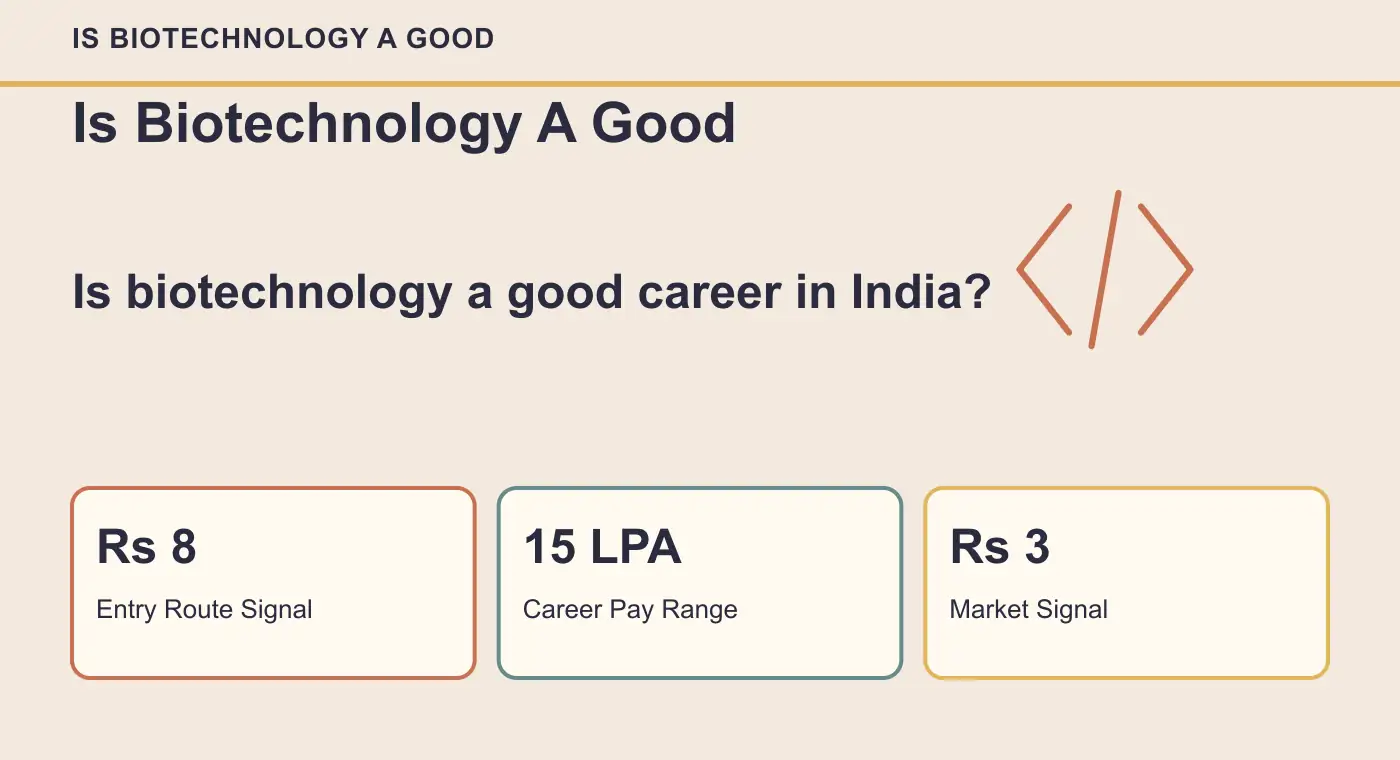 IS BIOTECHNOLOGY A GOOD
Is Biotechnology A Good
Is biotechnology a good career in India?
Rs 8
Entry Route Signal
15 LPA
Career Pay Range
Rs 3
Market Signal